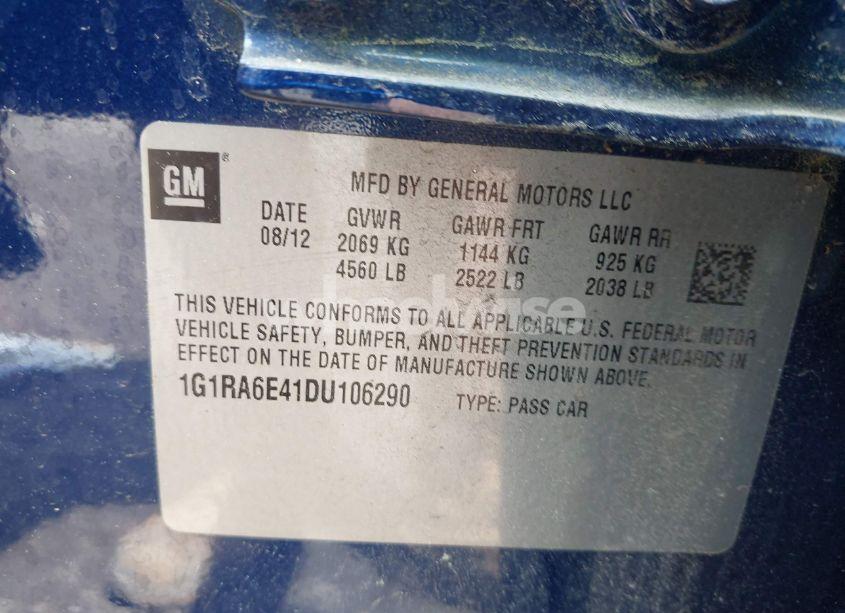 GM ®
MFD BY GENERAL MOTORS LLC
DATE GVWR GAWR FRT GAWR RR
08/12 2069 KG 1144 KG 925 KG
4560 LB 2522 LB 2038 LB
THIS VEHICLE CONFORMS TO ALL APPLICABLE U.S. FEDERAL MOTOR
VEHICLE SAFETY, BUMPER, AND THEFT PREVENTION STANDARDS IN
EFFECT ON THE DATE OF MANUFACTURE SHOWN ABOVE.
1G1RA6E41DU106290 TYPE: PASS CAR